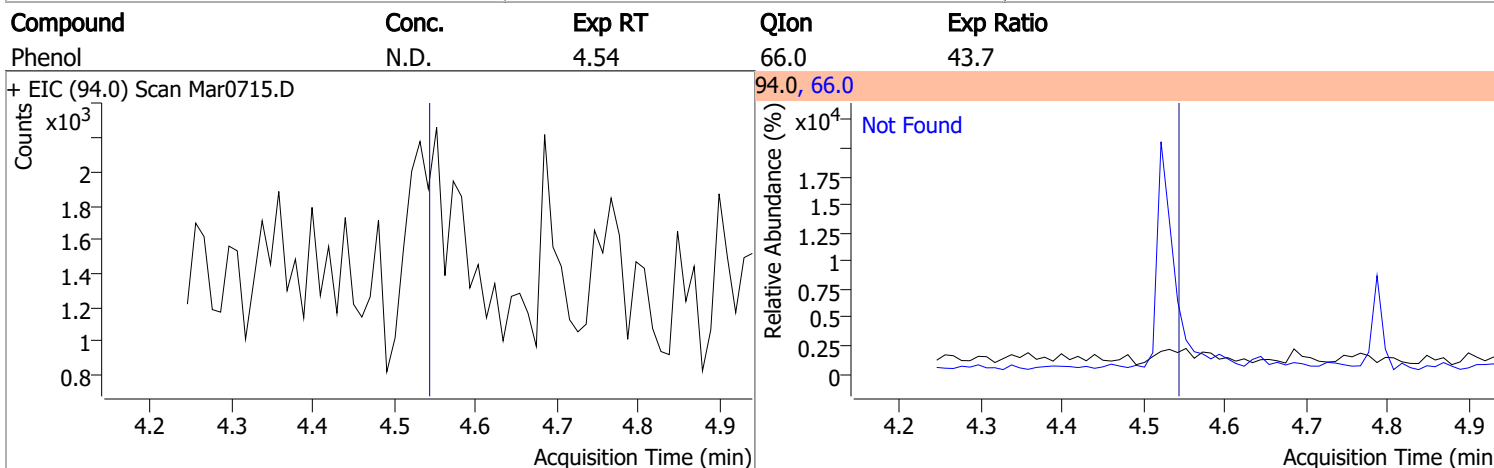 Compound Conc. Exp RT QIon Exp Ratio
Phenol N.D. 4.54 66.0 43.7
+ EIC (94.0) Scan Mar0715.D
Counts
x10³
2
1.8
1.6
1.4
1.2
1
0.8
4.2 4.3 4.4 4.5 4.6 4.7 4.8 4.9
Acquisition Time (min)
94.0, 66.0
Relative Abundance (%)
x10⁴
Not Found
1.75
1.5
1.25
1
0.75
0.5
0.25
0
4.2 4.3 4.4 4.5 4.6 4.7 4.8 4.9
Acquisition Time (min)